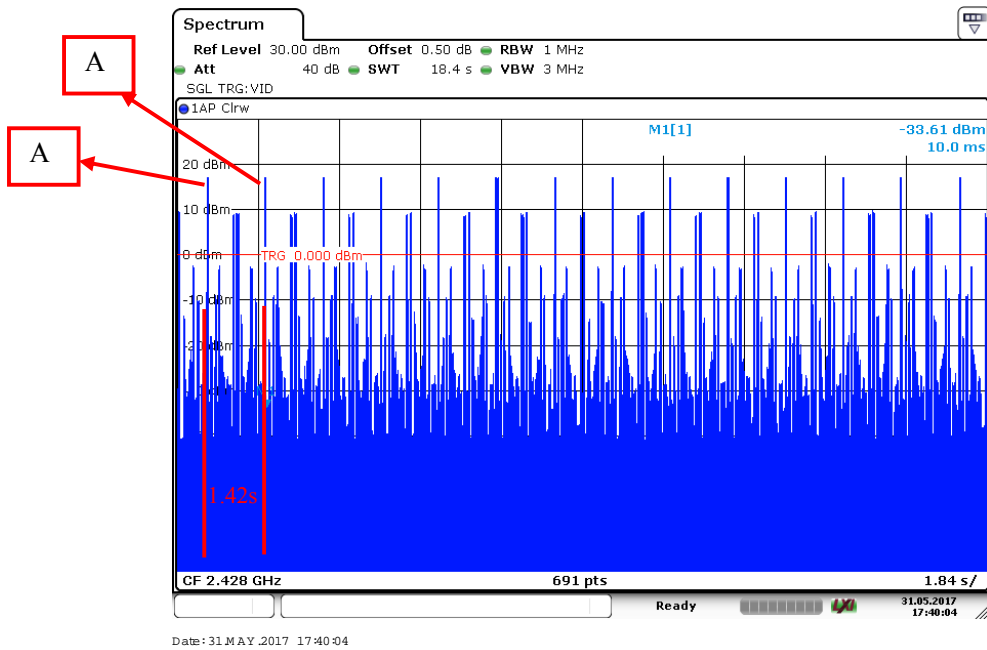 Spectrum
Ref Level 30.00 dBm Offset 0.50 dB RBW 1 MHz
Att 40 dB SWT 18.4 s VBW 3 MHz
SGL TRG:VID
1AP Clrw
M1[1] -33.61 dBm
10.0 ms
A
A
20 dBm
10 dBm
0 dBm
TRG 0.000 dBm
-10 dBm
-20 dBm
1.42s
CF 2.428 GHz 691 pts 1.84 s/
Ready LXI 31.05.2017
17:40:04
Date: 31.MAY.2017 17:40:04